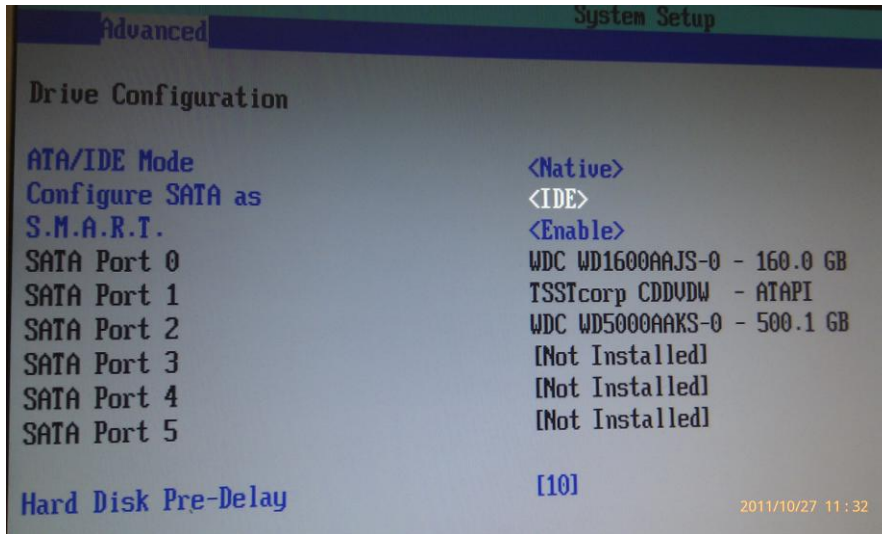 System Setup
Advanced
Drive Configuration
ATA/IDE Mode <Native>
Configure SATA as <IDE>
S.M.A.R.T. <Enable>
SATA Port 0 WDC WD1600AAJS-0 - 160.0 GB
SATA Port 1 TSSTcorp CDDVDW - ATAPI
SATA Port 2 WDC WD5000AAKS-0 - 500.1 GB
SATA Port 3 [Not Installed]
SATA Port 4 [Not Installed]
SATA Port 5 [Not Installed]
Hard Disk Pre-Delay [10]
2011/10/27 11:32